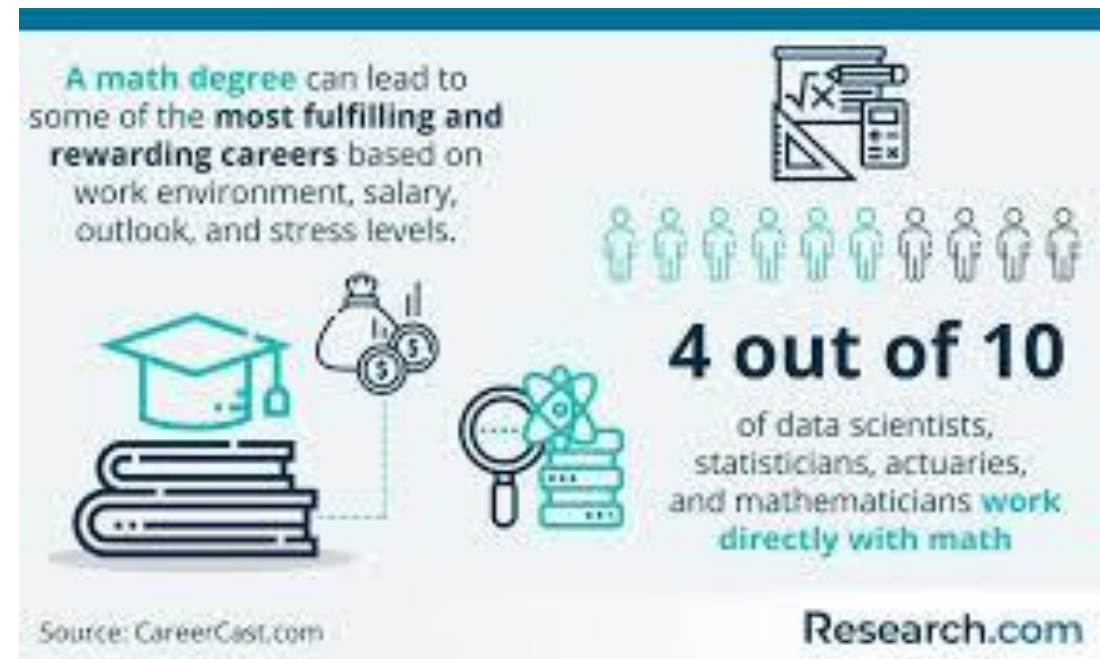 A math degree can lead to
some of the most fulfilling and
rewarding careers based on
work environment, salary,
outlook, and stress levels.
√x
$
$
4 out of 10
of data scientists,
statisticians, actuaries,
and mathematicians work
directly with math
Source: CareerCast.com
Research.com